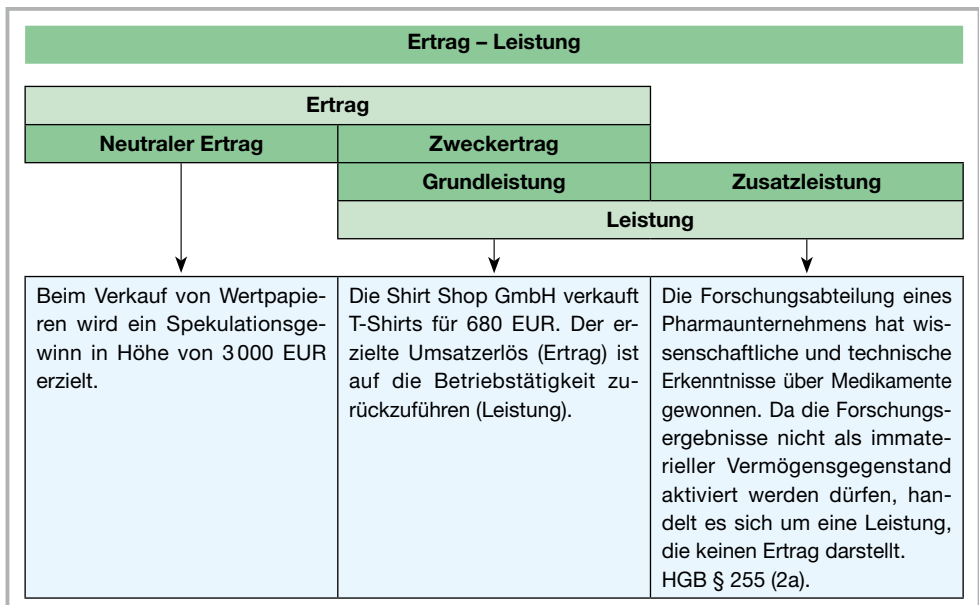 Ertrag – Leistung
Ertrag
Neutraler Ertrag
Zweckertrag
Grundleistung
Zusatzleistung
Leistung
Beim Verkauf von Wertpapie-
ren wird ein Spekulationsge-
winn in Höhe von 3 000 EUR
erzielt.
Die Shirt Shop GmbH verkauft
T-Shirts für 680 EUR. Der er-
zielte Umsatzerlös (Ertrag) ist
auf die Betriebstätigkeit zu-
rückzuführen (Leistung).
Die Forschungsabteilung eines
Pharmaunternehmens hat wis-
senschaftliche und technische
Erkenntnisse über Medikamente
gewonnen. Da die Forschungs-
ergebnisse nicht als immate-
rieller Vermögensgegenstand
aktiviert werden dürfen, han-
delt es sich um eine Leistung,
die keinen Ertrag darstellt.
HGB § 255 (2a).